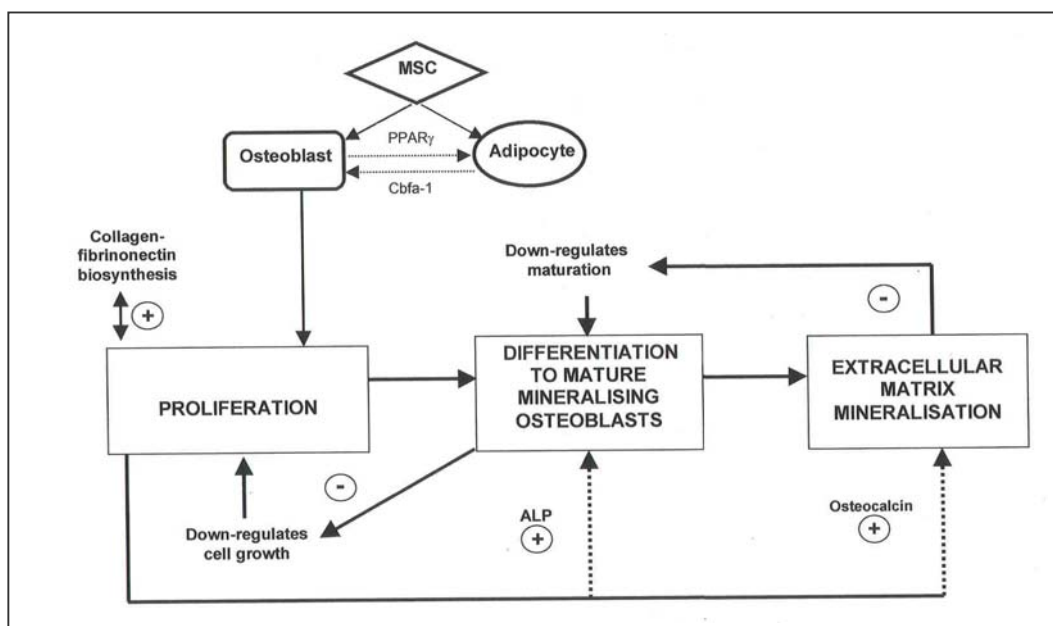 MSC
PPARγ
Osteoblast
Adipocyte
Cbfa-1
Collagen-
fibrinonectin
biosynthesis
+
Down-regulates
maturation
-
PROLIFERATION
DIFFERENTIATION
TO MATURE
MINERALISING
OSTEOBLASTS
EXTRACELLULAR
MATRIX
MINERALISATION
-
Down-regulates
cell growth
ALP
+
Osteocalcin
+